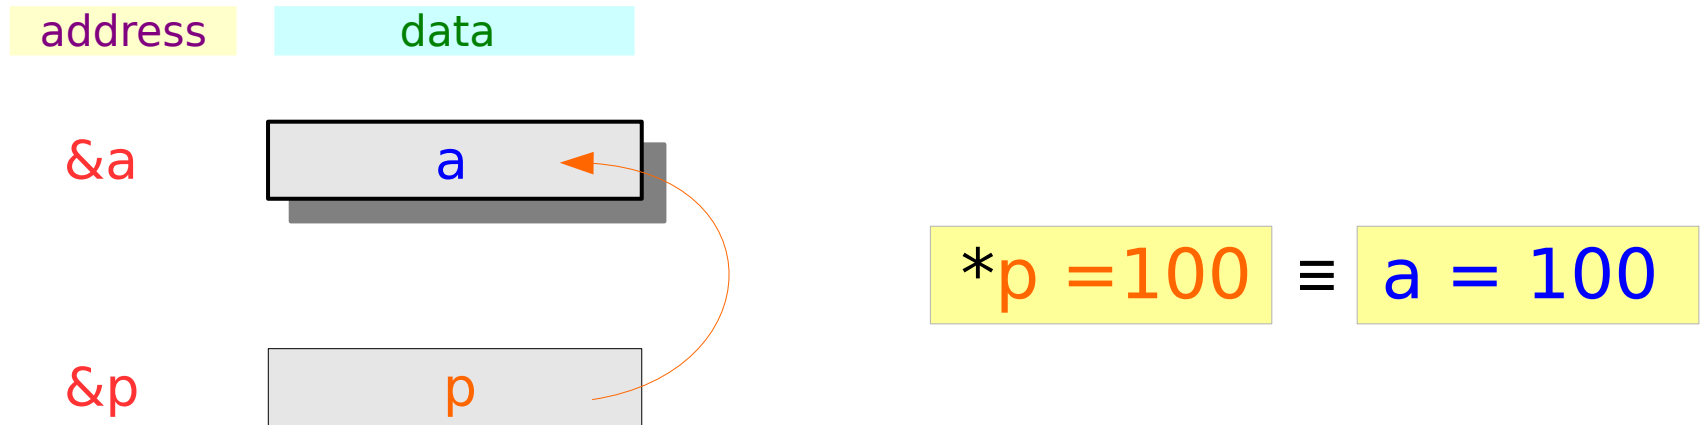 address data
&a a
*p =100 ≡ a = 100
&p p